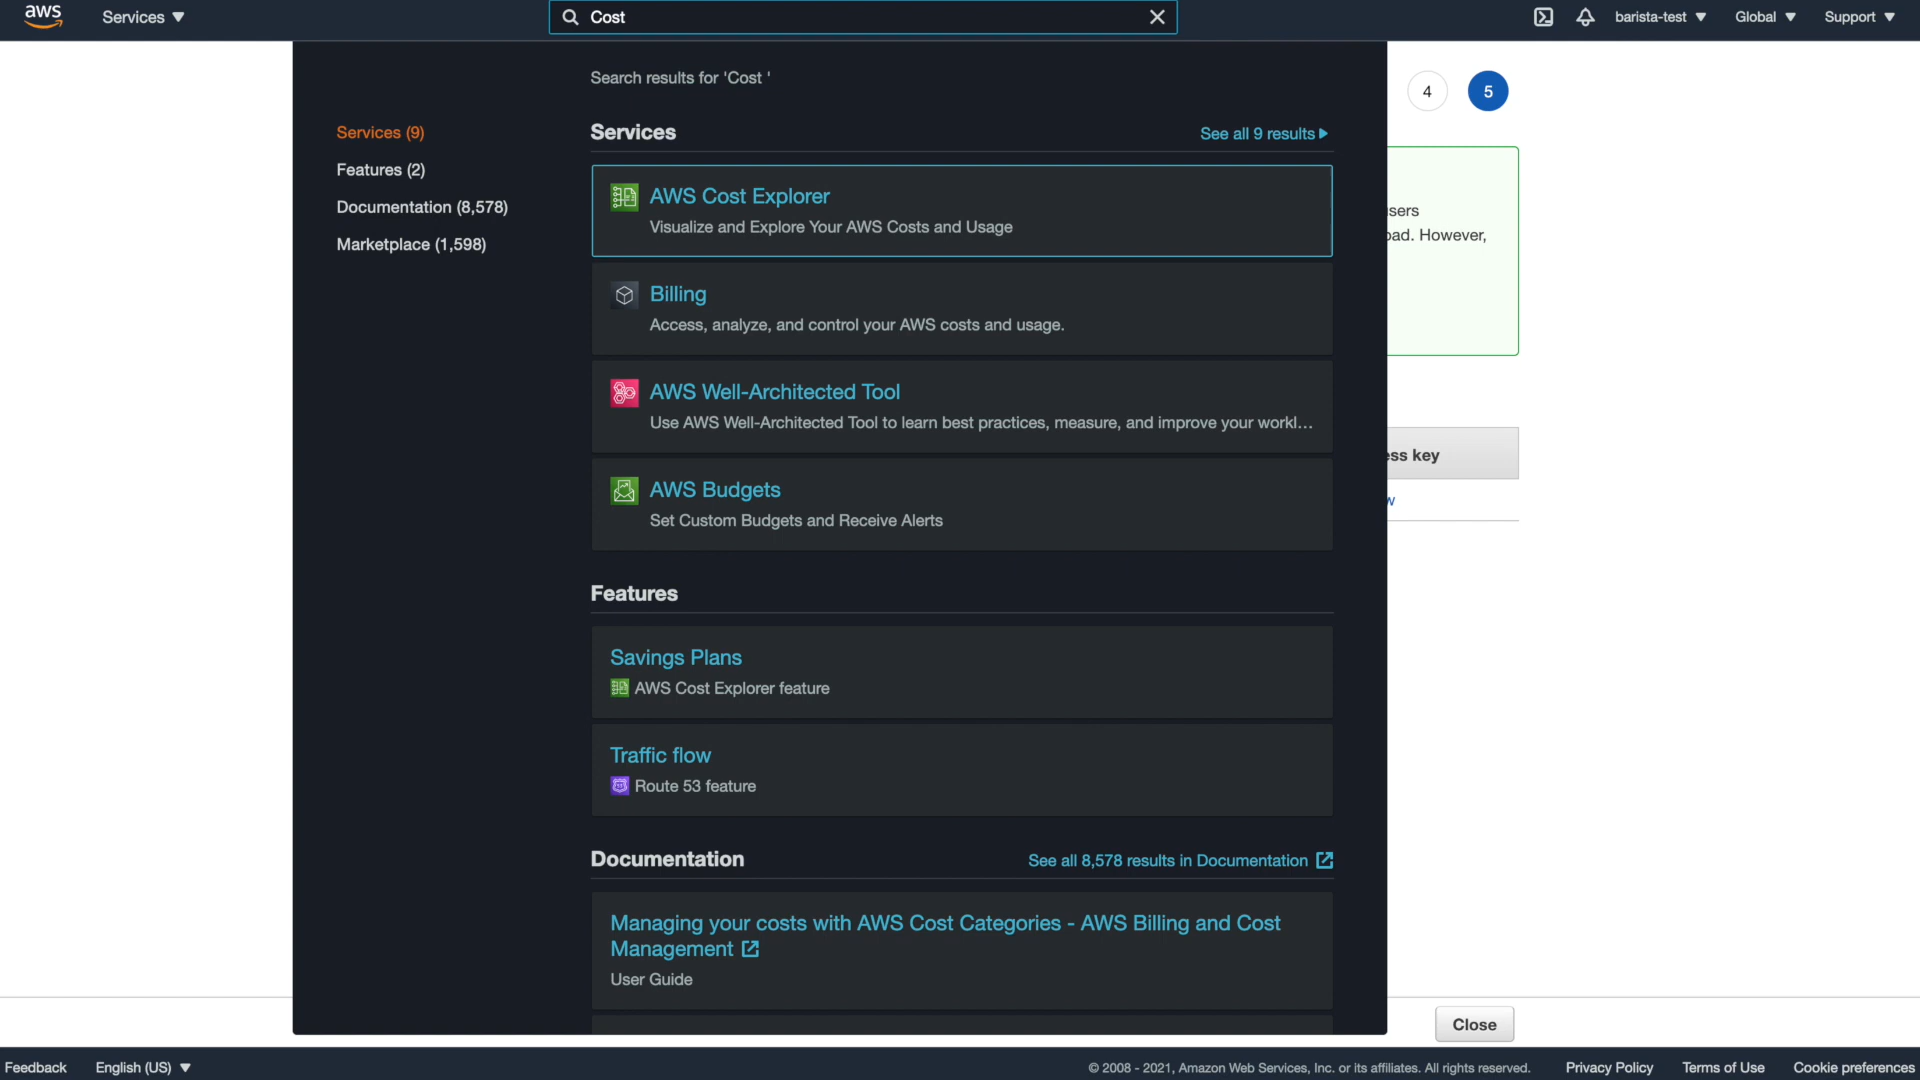 aws
Services
Cost
barista-test
Global
Support
Search results for 'Cost '
4
5
Services (9)
Features (2)
Documentation (8,578)
Marketplace (1,598)
Services
See all 9 results
AWS Cost Explorer
Visualize and Explore Your AWS Costs and Usage
Billing
Access, analyze, and control your AWS costs and usage.
AWS Well-Architected Tool
Use AWS Well-Architected Tool to learn best practices, measure, and improve your workl...
AWS Budgets
Set Custom Budgets and Receive Alerts
Features
Savings Plans
AWS Cost Explorer feature
Traffic flow
Route 53 feature
Documentation
See all 8,578 results in Documentation
Managing your costs with AWS Cost Categories - AWS Billing and Cost
Management
User Guide
However,
key
Close
Feedback
English (US)
© 2008 - 2021, Amazon Web Services, Inc. or its affiliates. All rights reserved.
Privacy Policy
Terms of Use
Cookie preferences